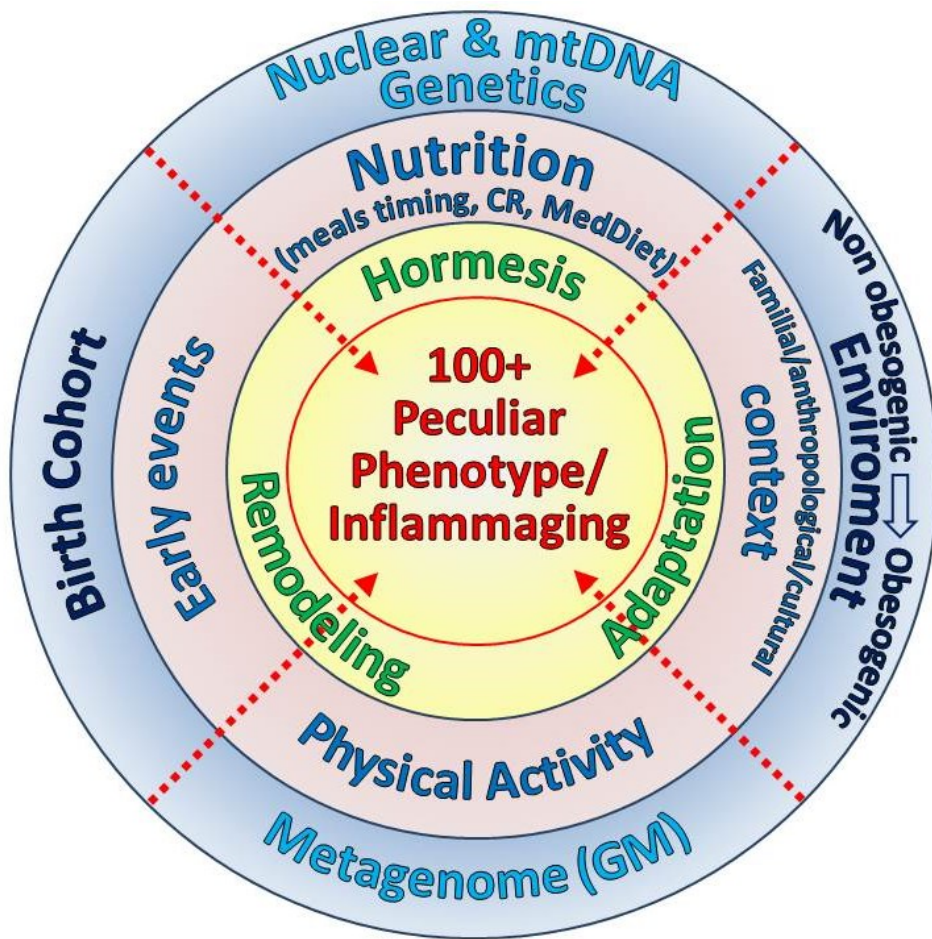 Nuclear & mtDNA
Genetics
Nutrition
(meals timing, CR, MedDiet)
Hormesis
100+
Peculiar
Phenotype/
Inflammaging
Remodeling
Adaptation
Early events
Birth Cohort
Familial/anthropological/cultural
context
Non obesogenic
Obesogenic
Enviroment
Physical Activity
Metagenome (GM)